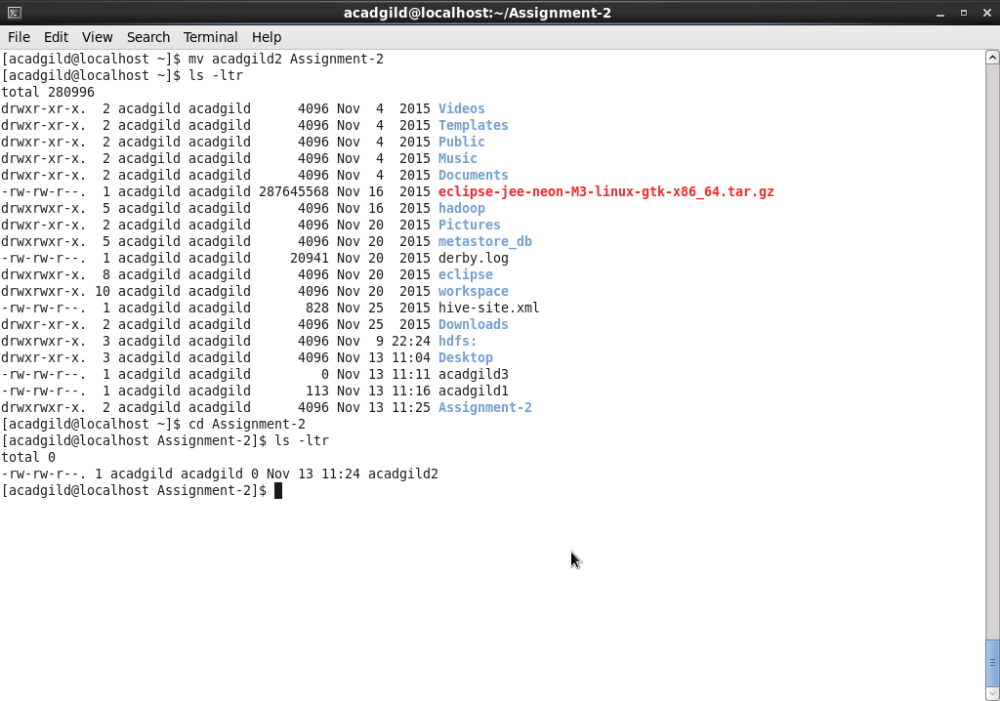 acadgild@localhost:~/Assignment-2
File Edit View Search Terminal Help
[acadgild@localhost ~]$ mv acadgild2 Assignment-2
[acadgild@localhost ~]$ ls -ltr
total 280996
drwxr-xr-x.  2 acadgild acadgild      4096 Nov  4  2015 Videos
drwxr-xr-x.  2 acadgild acadgild      4096 Nov  4  2015 Templates
drwxr-xr-x.  2 acadgild acadgild      4096 Nov  4  2015 Public
drwxr-xr-x.  2 acadgild acadgild      4096 Nov  4  2015 Music
drwxr-xr-x.  2 acadgild acadgild      4096 Nov  4  2015 Documents
-rw-rw-r--.  1 acadgild acadgild 287645568 Nov 16  2015 eclipse-jee-neon-M3-linux-gtk-x86_64.tar.gz
drwxrwxr-x.  5 acadgild acadgild      4096 Nov 16  2015 hadoop
drwxr-xr-x.  2 acadgild acadgild      4096 Nov 20  2015 Pictures
drwxrwxr-x.  5 acadgild acadgild      4096 Nov 20  2015 metastore_db
-rw-rw-r--.  1 acadgild acadgild     20941 Nov 20  2015 derby.log
drwxrwxr-x.  8 acadgild acadgild      4096 Nov 20  2015 eclipse
drwxrwxr-x. 10 acadgild acadgild      4096 Nov 20  2015 workspace
-rw-rw-r--.  1 acadgild acadgild       828 Nov 25  2015 hive-site.xml
drwxr-xr-x.  2 acadgild acadgild      4096 Nov 25  2015 Downloads
drwxrwxr-x.  3 acadgild acadgild      4096 Nov  9 22:24 hdfs:
drwxr-xr-x.  3 acadgild acadgild      4096 Nov 13 11:04 Desktop
-rw-rw-r--.  1 acadgild acadgild         0 Nov 13 11:11 acadgild3
-rw-rw-r--.  1 acadgild acadgild       113 Nov 13 11:16 acadgild1
drwxrwxr-x.  2 acadgild acadgild      4096 Nov 13 11:25 Assignment-2
[acadgild@localhost ~]$ cd Assignment-2
[acadgild@localhost Assignment-2]$ ls -ltr
total 0
-rw-rw-r--. 1 acadgild acadgild 0 Nov 13 11:24 acadgild2
[acadgild@localhost Assignment-2]$